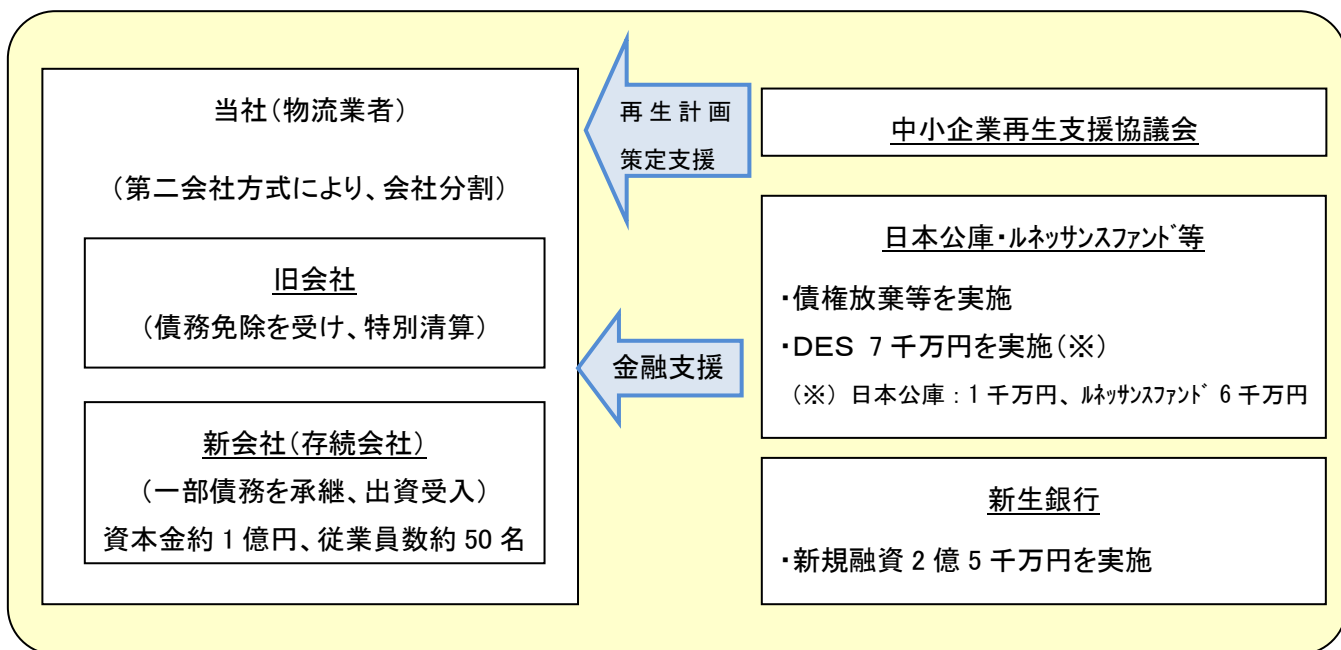 当社(物流業者)
(第二会社方式により、会社分割)
旧会社
(債務免除を受け、特別清算)
新会社(存続会社)
(一部債務を承継、出資受入)
資本金約1億円、従業員数約50名
再生計画
策定支援
金融支援
中小企業再生支援協議会
日本公庫・ルネッサンスファンド等
・債権放棄等を実施
・DES 7千万円を実施(※)
(※) 日本公庫:1千万円、ルネッサンスファンド 6千万円
新生銀行
・新規融資2億5千万円を実施